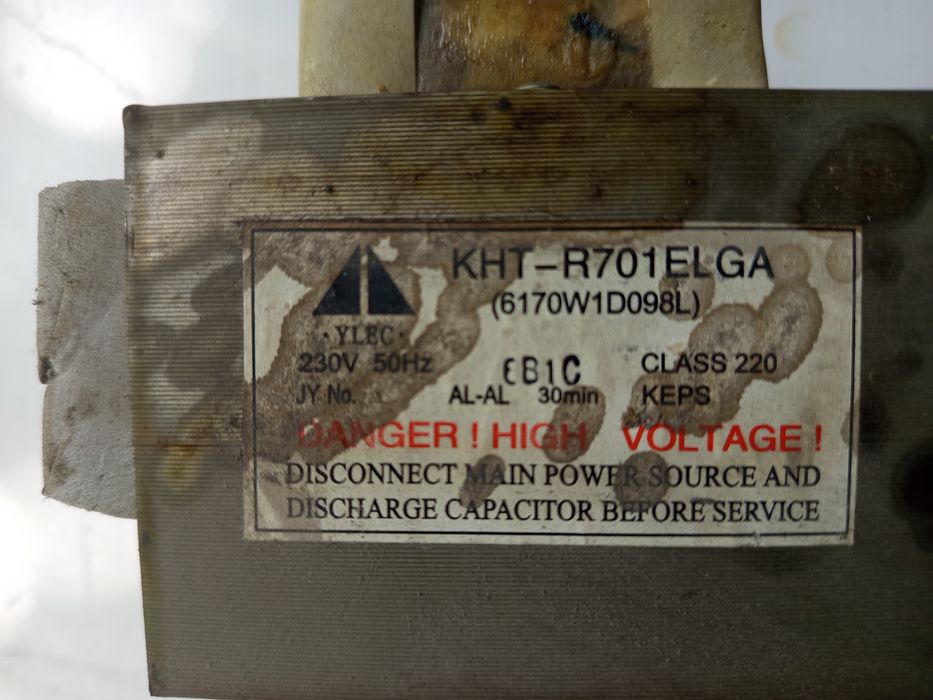 KHT-R701ELGA
(6170W1D098L)
·YLEC·
230V 50Hz 6B1C CLASS 220
JY No. AL-AL 30min KEPS
DANGER ! HIGH VOLTAGE !
DISCONNECT MAIN POWER SOURCE AND
DISCHARGE CAPACITOR BEFORE SERVICE